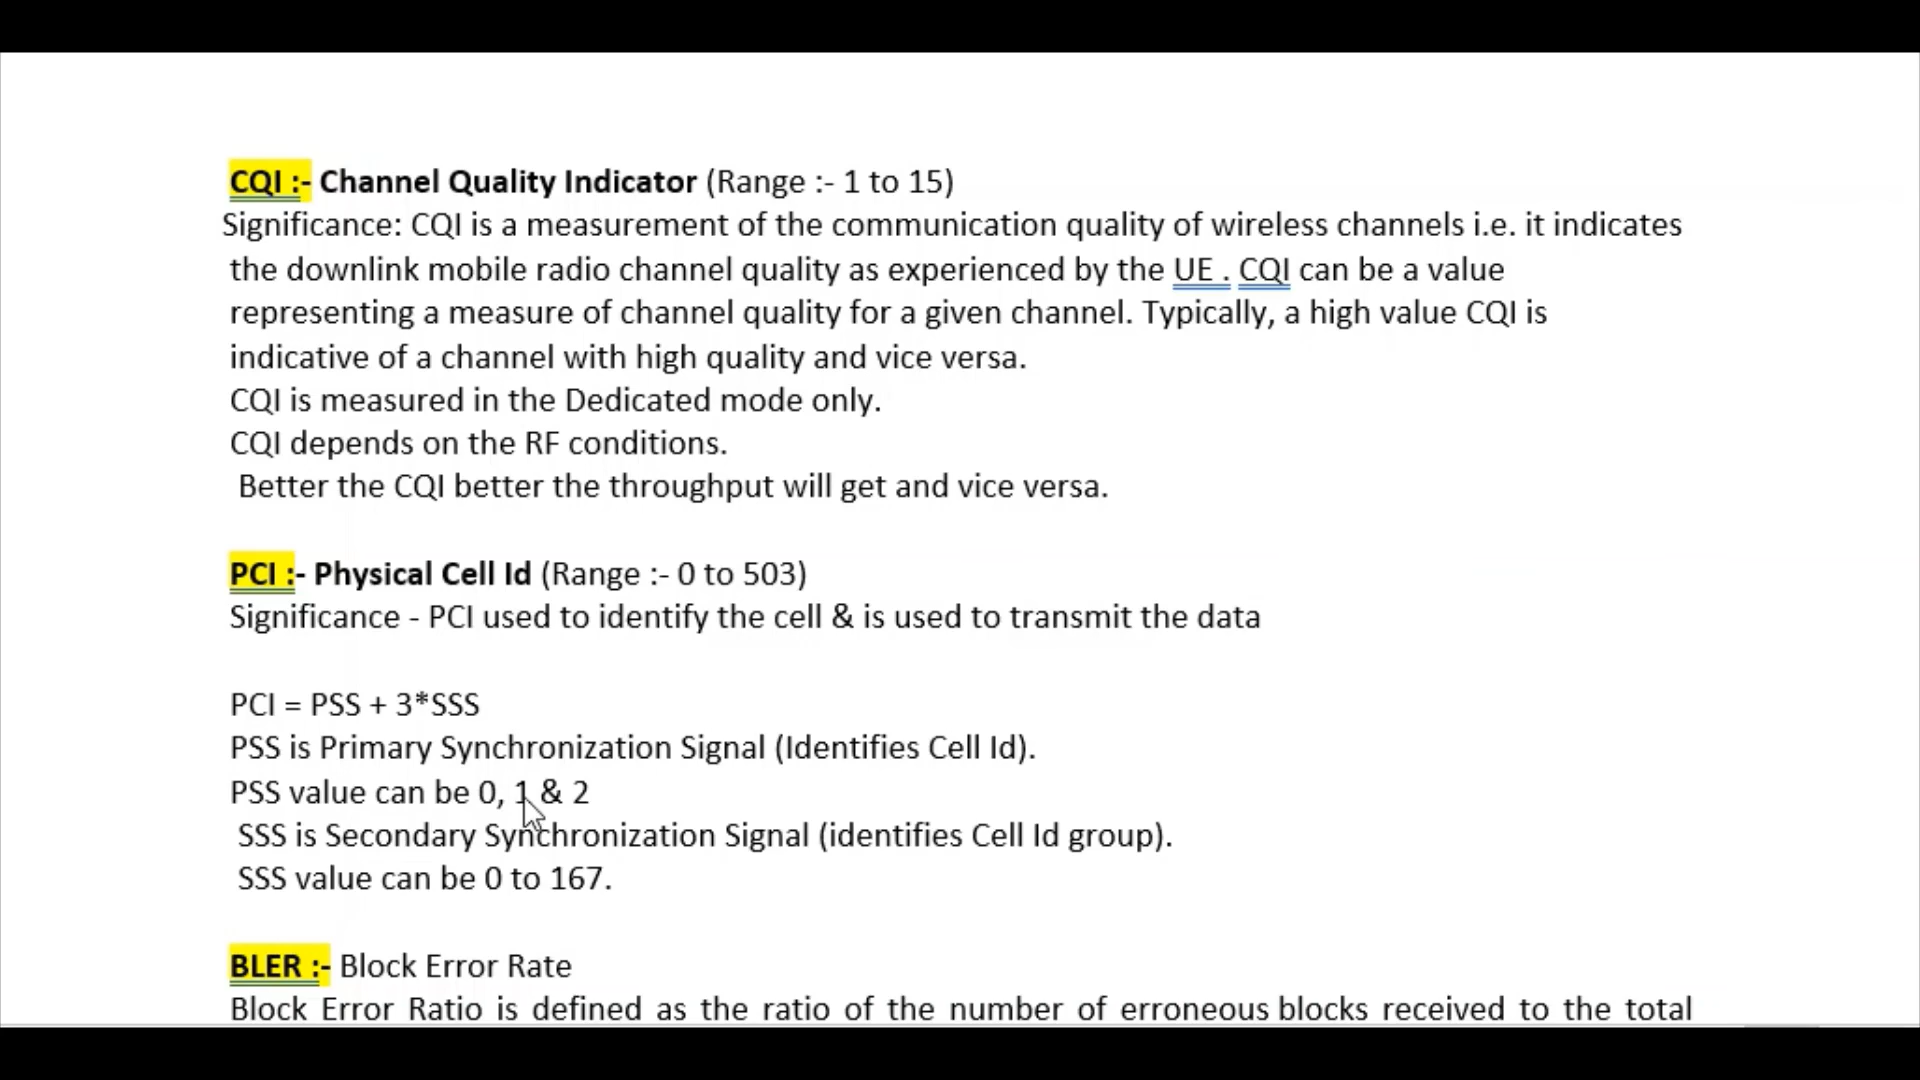 CQI :- Channel Quality Indicator (Range :- 1 to 15)
Significance: CQI is a measurement of the communication quality of wireless channels i.e. it indicates
the downlink mobile radio channel quality as experienced by the UE . CQI can be a value
representing a measure of channel quality for a given channel. Typically, a high value CQI is
indicative of a channel with high quality and vice versa.
CQI is measured in the Dedicated mode only.
CQI depends on the RF conditions.
Better the CQI better the throughput will get and vice versa.
PCI :- Physical Cell Id (Range :- 0 to 503)
Significance - PCI used to identify the cell & is used to transmit the data
PCI = PSS + 3*SSS
PSS is Primary Synchronization Signal (Identifies Cell Id).
PSS value can be 0, 1 & 2
SSS is Secondary Synchronization Signal (identifies Cell Id group).
SSS value can be 0 to 167.
BLER :- Block Error Rate
Block Error Ratio is defined as the ratio of the number of erroneous blocks received to the total